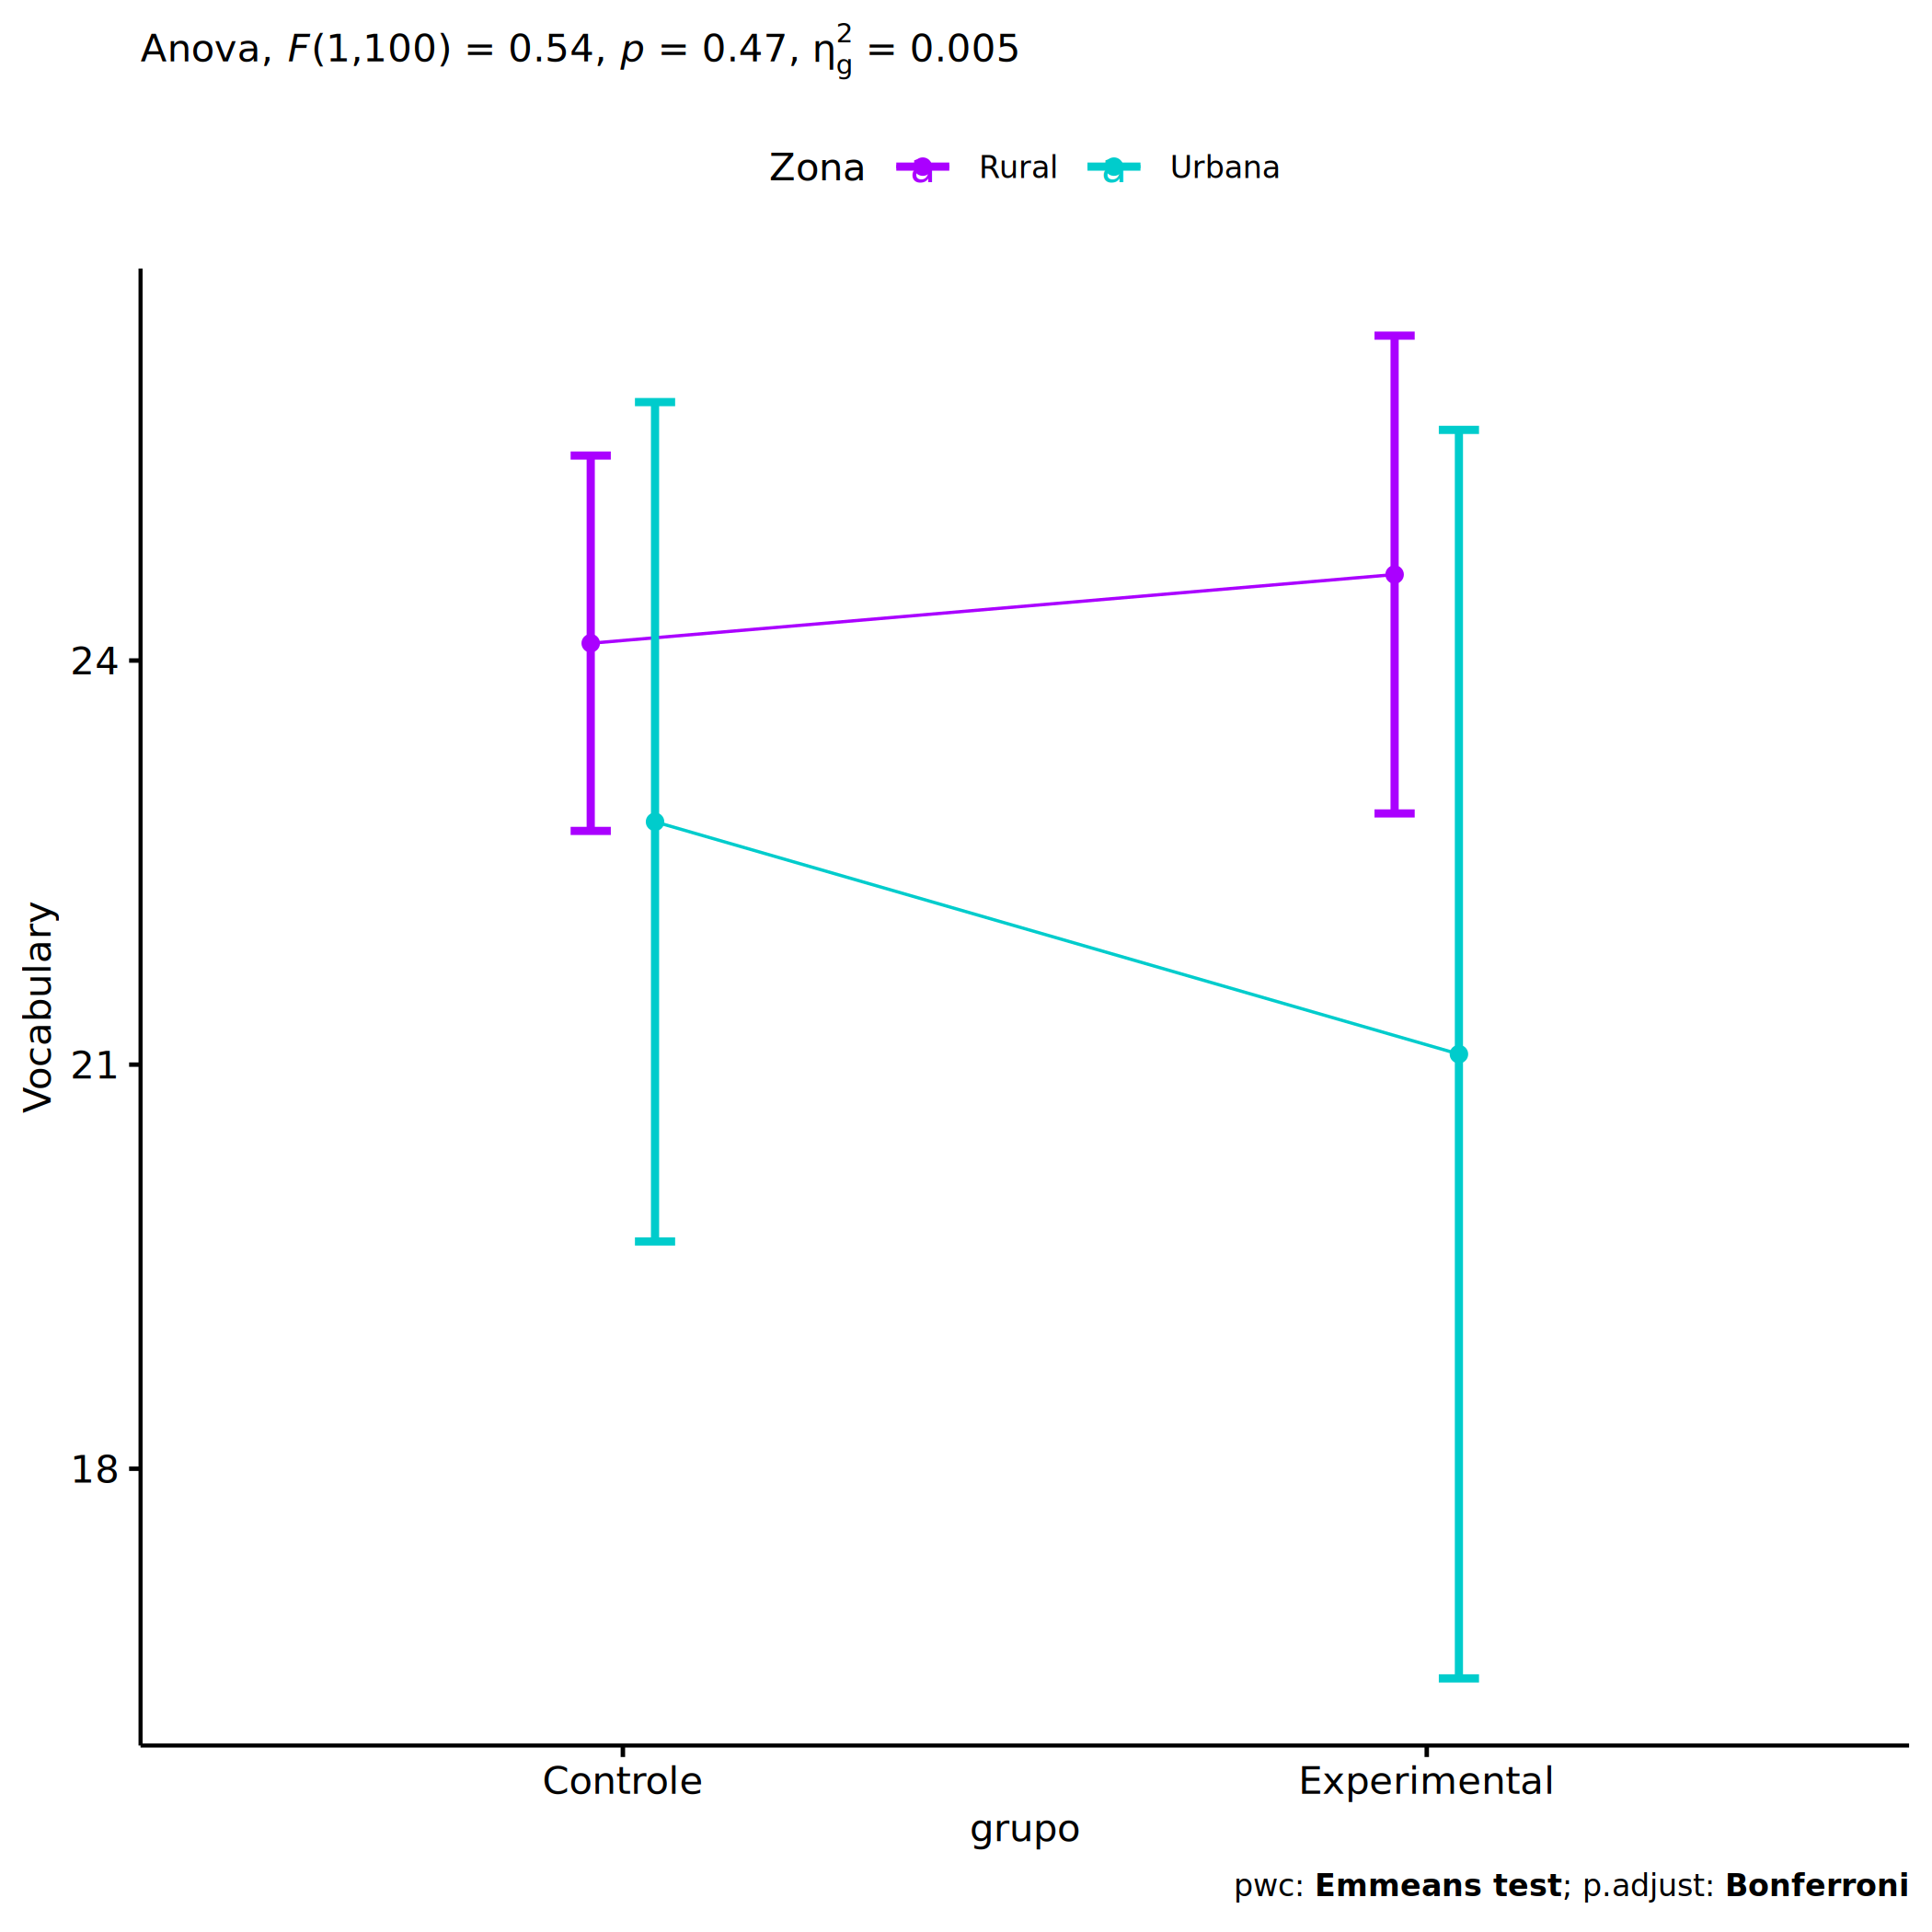 Anova, F(1,100) = 0.54, p = 0.47, η²g = 0.005
Zona a Rural a Urbana
24
21
18
Vocabulary
Controle Experimental
grupo
pwc: Emmeans test; p.adjust: Bonferroni